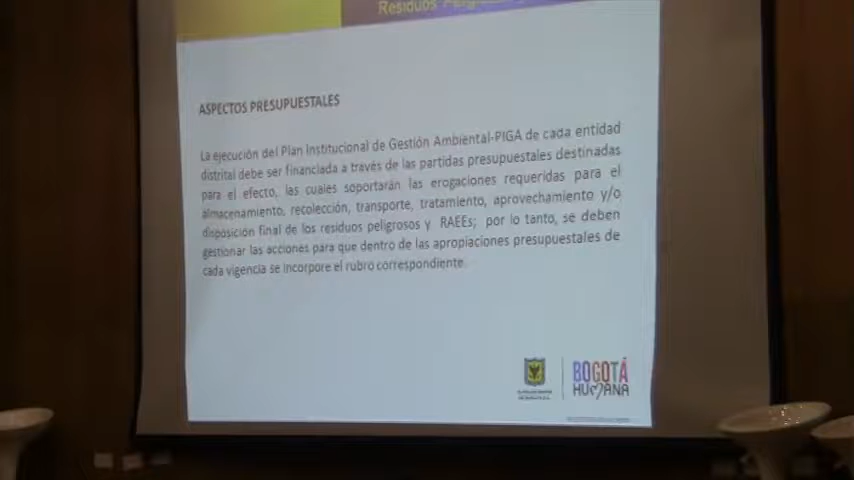 Residuos
ASPECTOS PRESUPUESTALES
La ejecución del Plan Institucional de Gestión Ambiental-PIGA de cada entidad
distrital debe ser financiada a través de las partidas presupuestales destinadas
para el efecto, las cuales soportarán las erogaciones requeridas para el
almacenamiento, recolección, transporte, tratamiento, aprovechamiento y/o
disposición final de los residuos peligrosos y RAEEs; por lo tanto, se deben
gestionar las acciones para que dentro de las apropiaciones presupuestales de
cada vigencia se incorpore el rubro correspondiente.
BOGOTÁ
HUMANA